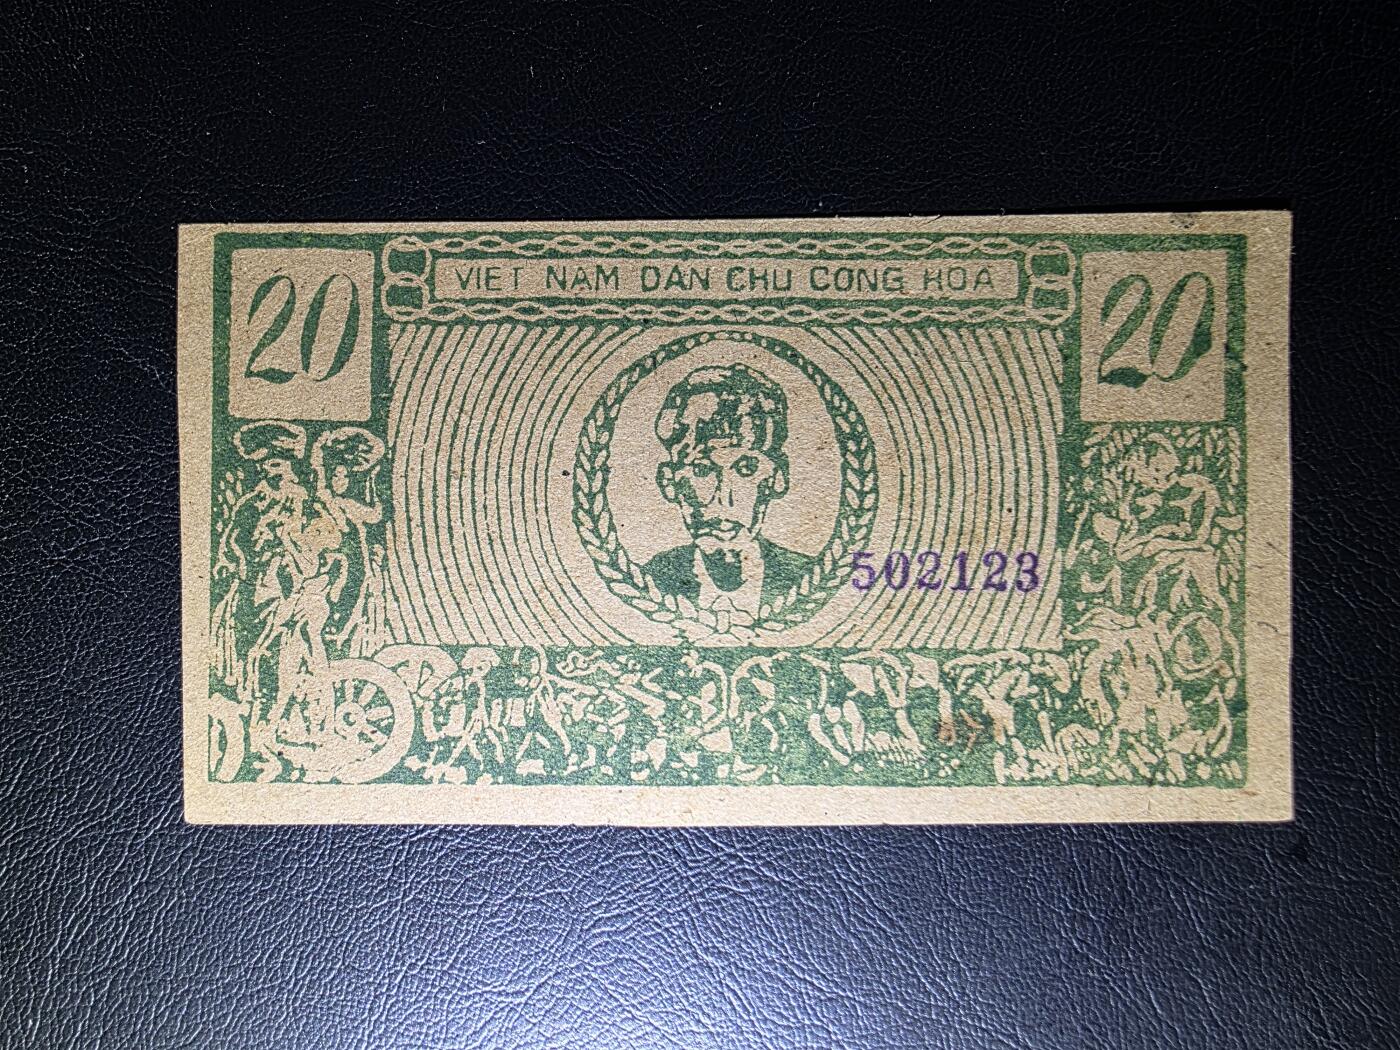 20 VIET NAM DAN CHU CONG HOA 20
502123